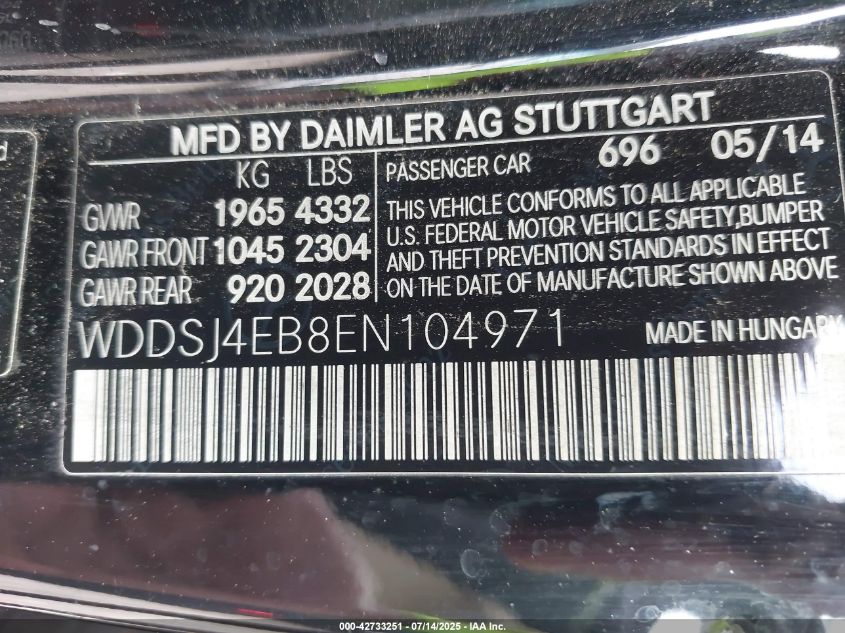 MFD BY DAIMLER AG STUTTGART
KG LBS
GVWR 1965 4332
GAWR FRONT 1045 2304
GAWR REAR 920 2028
PASSENGER CAR 696 05/14
THIS VEHICLE CONFORMS TO ALL APPLICABLE
U.S. FEDERAL MOTOR VEHICLE SAFETY,BUMPER
AND THEFT PREVENTION STANDARDS IN EFFECT
ON THE DATE OF MANUFACTURE SHOWN ABOVE
WDDSJ4EB8EN104971 MADE IN HUNGARY
000-42733251 - 07/14/2025 - IAA Inc.